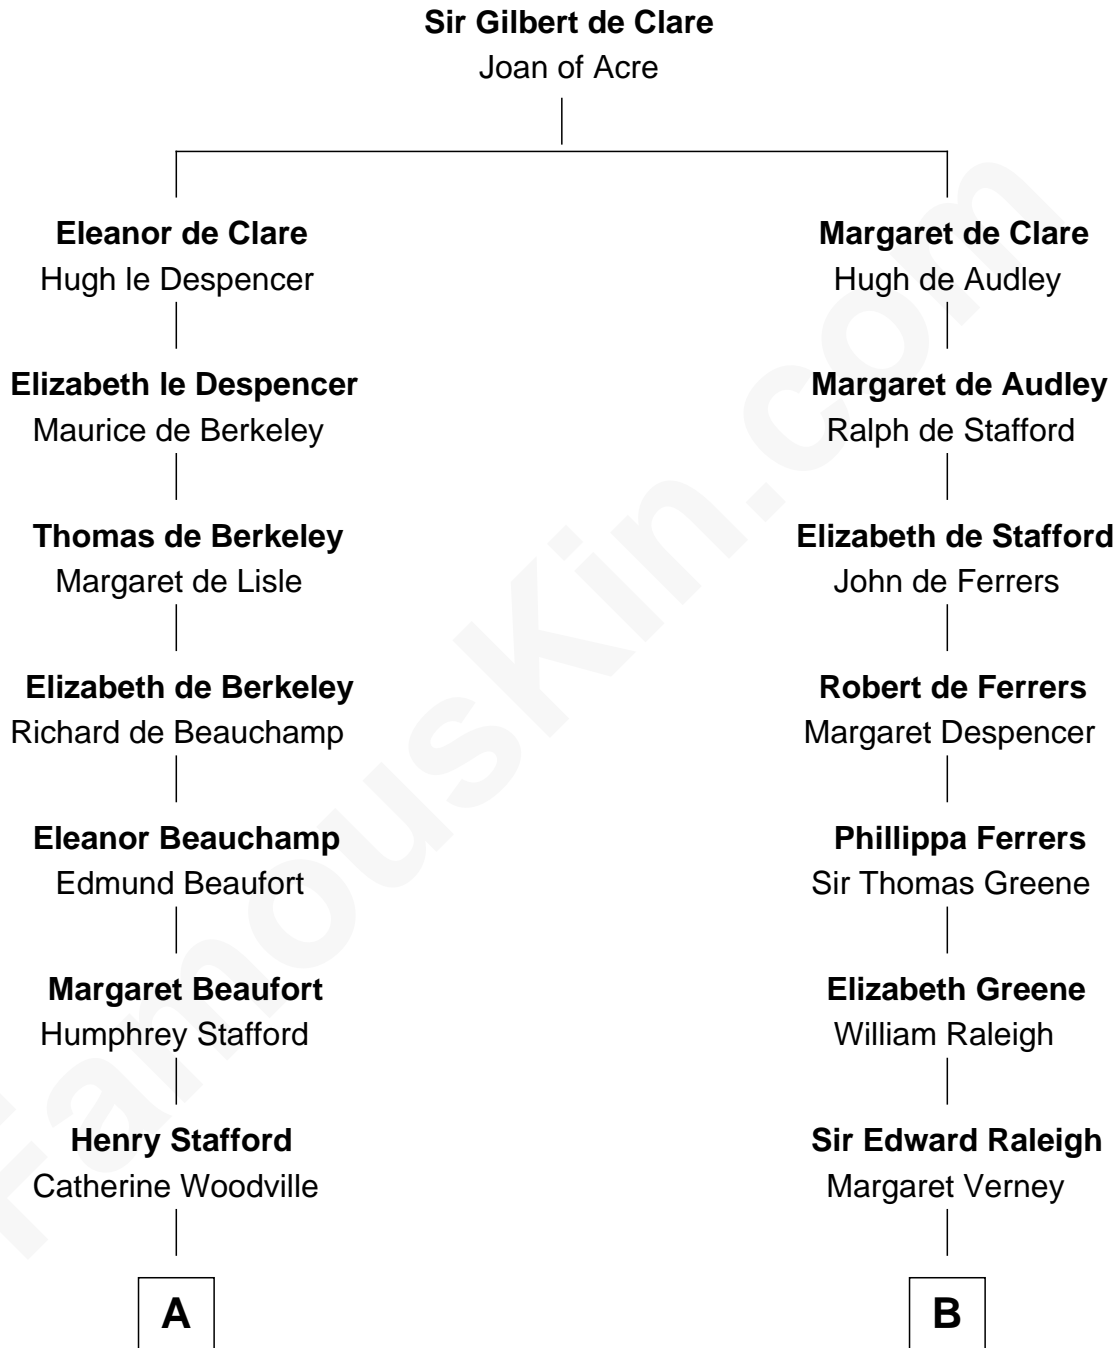 Sir Gilbert de Clare
Joan of Acre
Eleanor de Clare
Hugh le Despencer
Margaret de Clare
Hugh de Audley
Elizabeth le Despencer
Maurice de Berkeley
Margaret de Audley
Ralph de Stafford
Thomas de Berkeley
Margaret de Lisle
Elizabeth de Stafford
John de Ferrers
Elizabeth de Berkeley
Richard de Beauchamp
Robert de Ferrers
Margaret Despencer
Eleanor Beauchamp
Edmund Beaufort
Phillippa Ferrers
Sir Thomas Greene
Margaret Beaufort
Humphrey Stafford
Elizabeth Greene
William Raleigh
Henry Stafford
Catherine Woodville
Sir Edward Raleigh
Margaret Verney
A
B
FamousKin.com